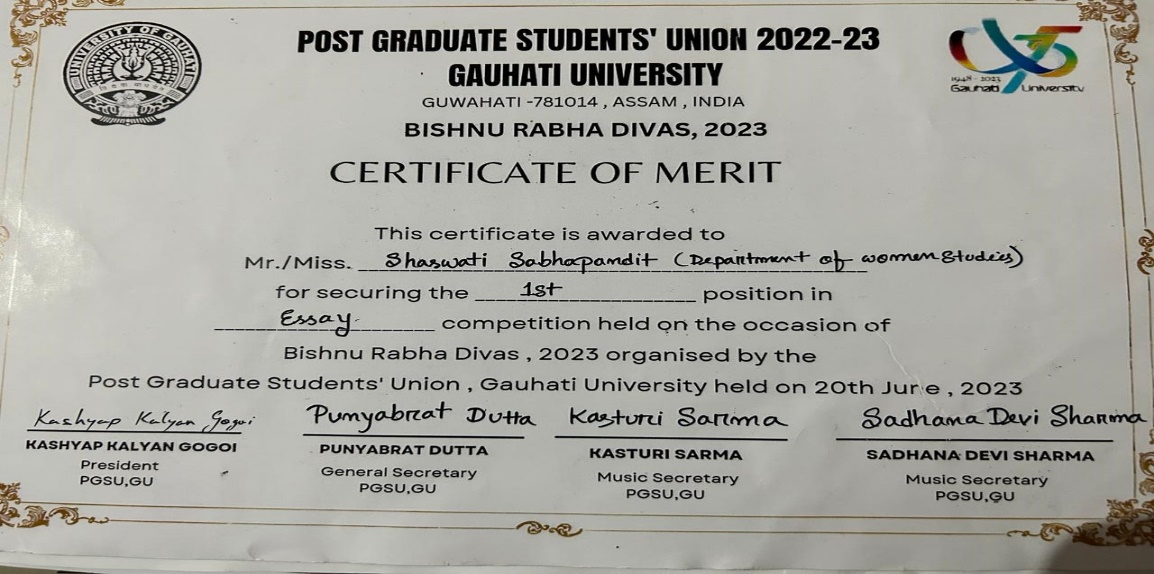 UNIVERSITY OF GAUHATI
POST GRADUATE STUDENTS' UNION 2022-23
GAUHATI UNIVERSITY
1948 - 2023
Gauhati University
GUWAHATI -781014 , ASSAM , INDIA
BISHNU RABHA DIVAS, 2023
CERTIFICATE OF MERIT
This certificate is awarded to
Mr./Miss. Shaswati Sabhapandit (Department of women Studies)
for securing the 1st position in
Essay competition held on the occasion of
Bishnu Rabha Divas , 2023 organised by the
Post Graduate Students' Union , Gauhati University held on 20th June , 2023
Kashyap Kalyan Gogoi Punyabrat Dutta Kasturi Sarma Sadhana Devi Sharma
KASHYAP KALYAN GOGOI PUNYABRAT DUTTA KASTURI SARMA SADHANA DEVI SHARMA
President General Secretary Music Secretary Music Secretary
PGSU,GU PGSU,GU PGSU,GU PGSU,GU